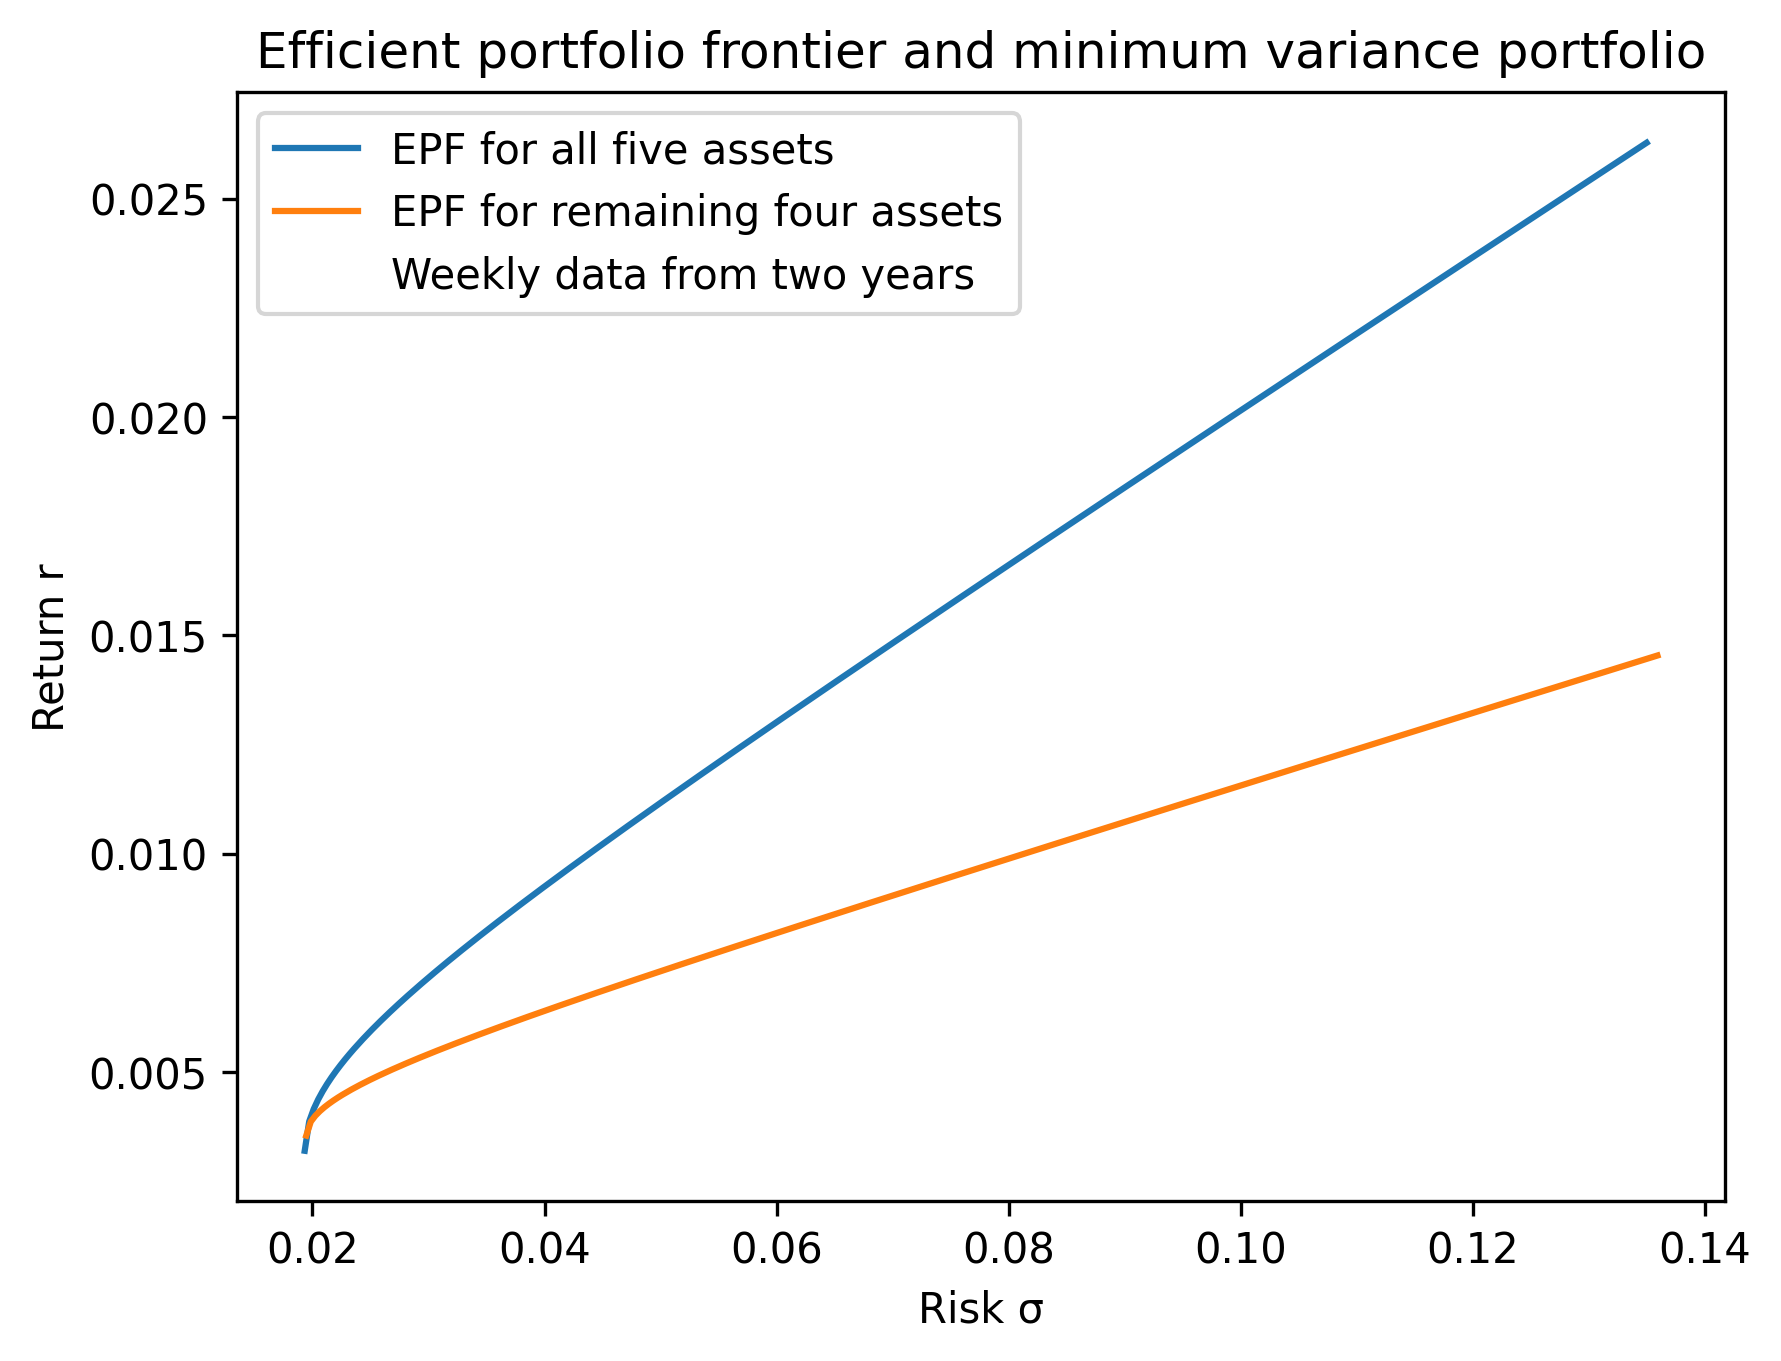 Efficient portfolio frontier and minimum variance portfolio
EPF for all five assets
EPF for remaining four assets
Weekly data from two years
0.025
0.020
0.015
0.010
0.005
Return r
0.02 0.04 0.06 0.08 0.10 0.12 0.14
Risk σ